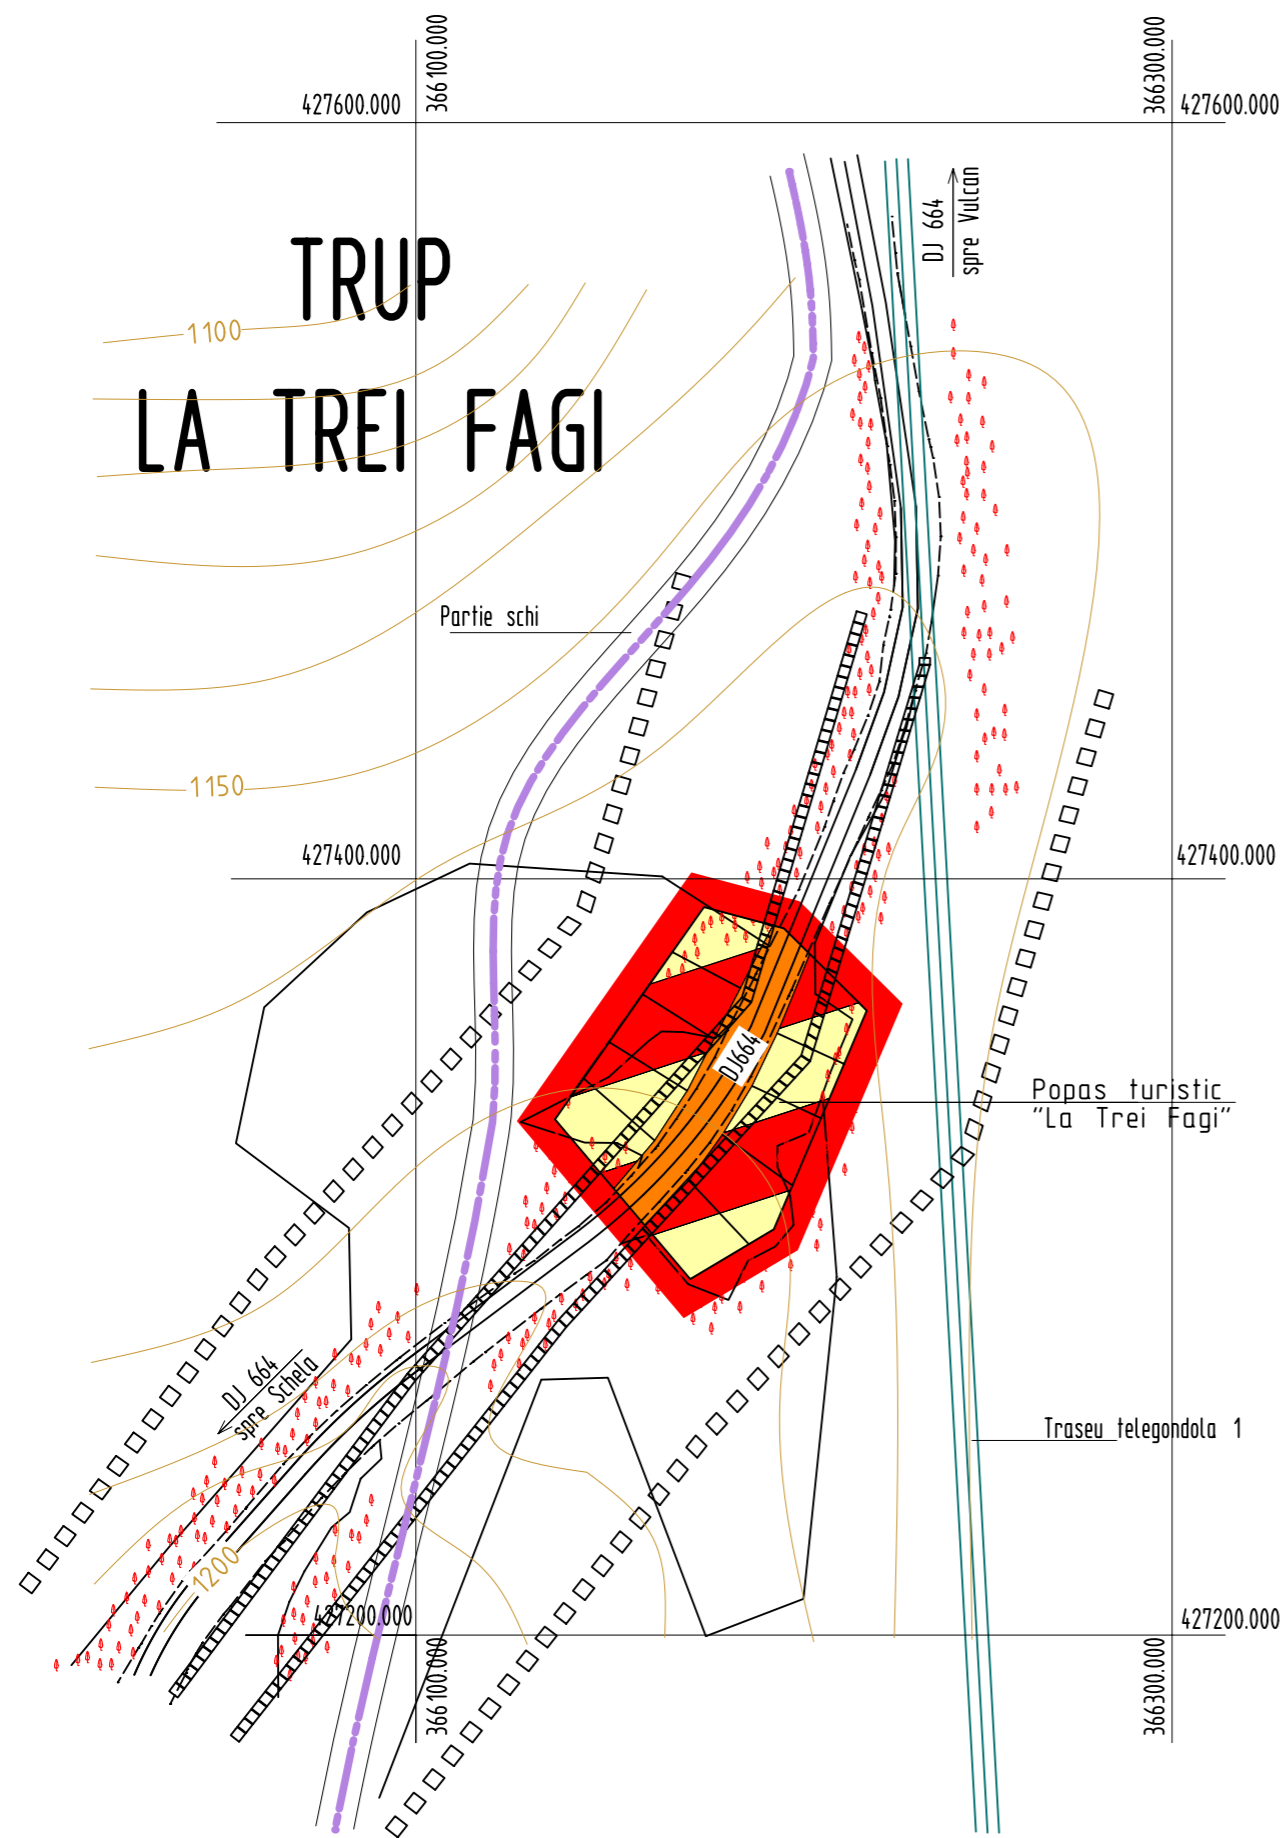 366100.000
366300.000
427600.000
427600.000
DJ 664
spre Vulcan
TRUP
1100
LA TREI FAGI
Partie schi
1150
427400.000
427400.000
DJ664
Popas turistic
"La Trei Fagi"
DJ 664
spre Schela
Traseu telegondola 1
1200
427200.000
427200.000
366100.000
366300.000